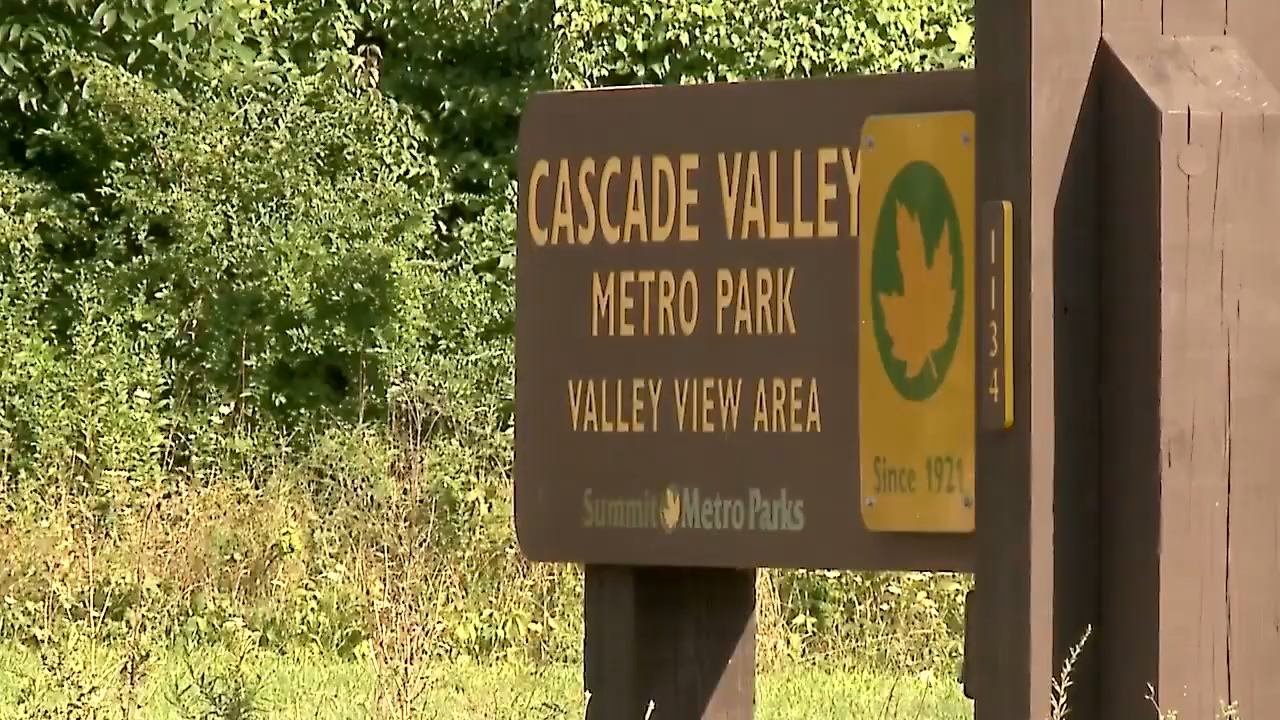 CASCADE VALLEY
METRO PARK
VALLEY VIEW AREA
Summit Metro Parks
Since 1921
1134